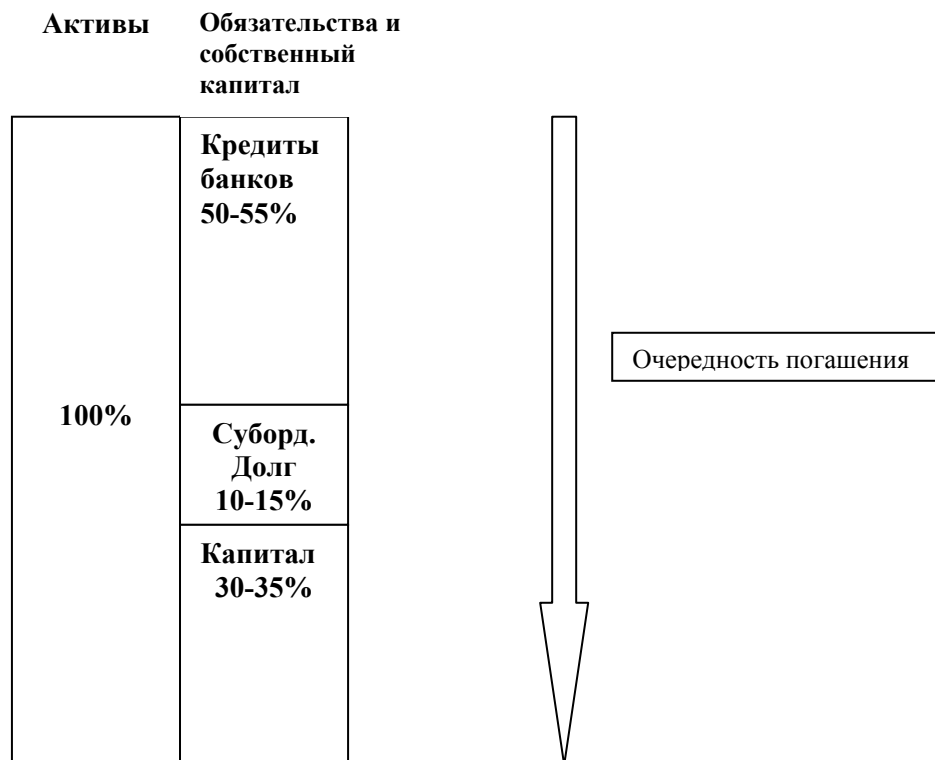 Активы
Обязательства и
собственный
капитал
Кредиты
банков
50-55%
Очередность погашения
100%
Суборд.
Долг
10-15%
Капитал
30-35%